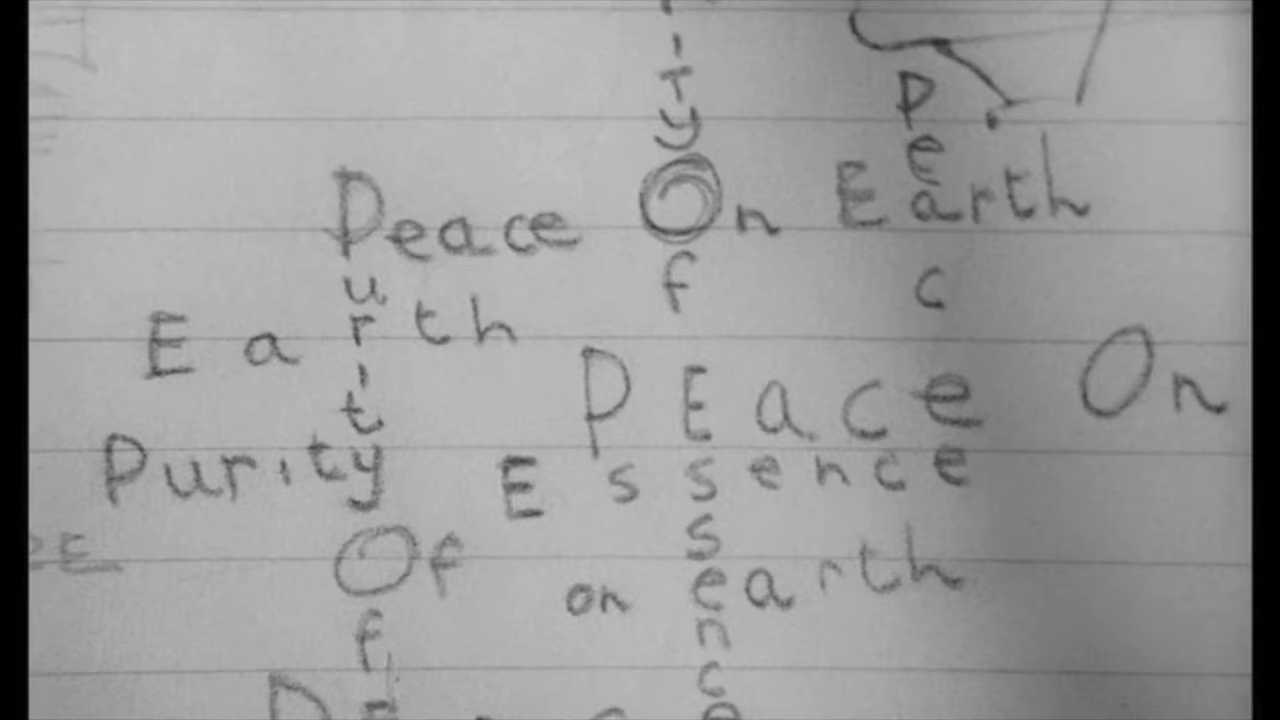 i
T
y
P
e
Peace On Earth
u f c
Earth
i
PEace On
t
Purity Essence
s
Of on earth
e
f n
c
e